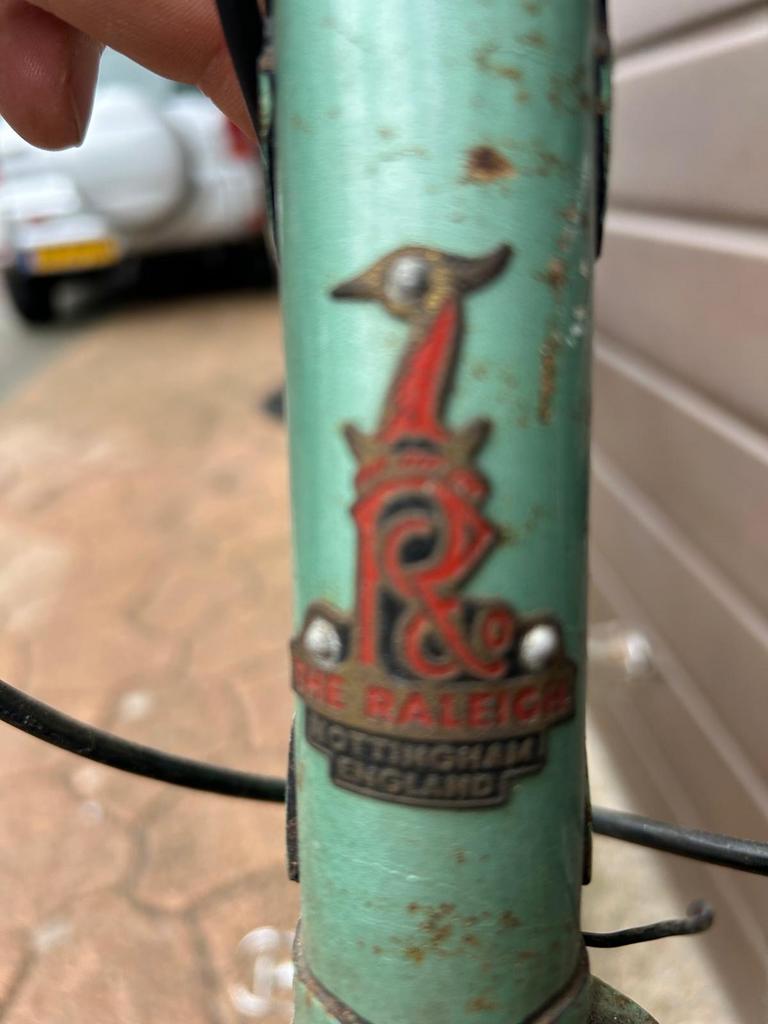 R Co
THE RALEIGH
NOTTINGHAM
ENGLAND